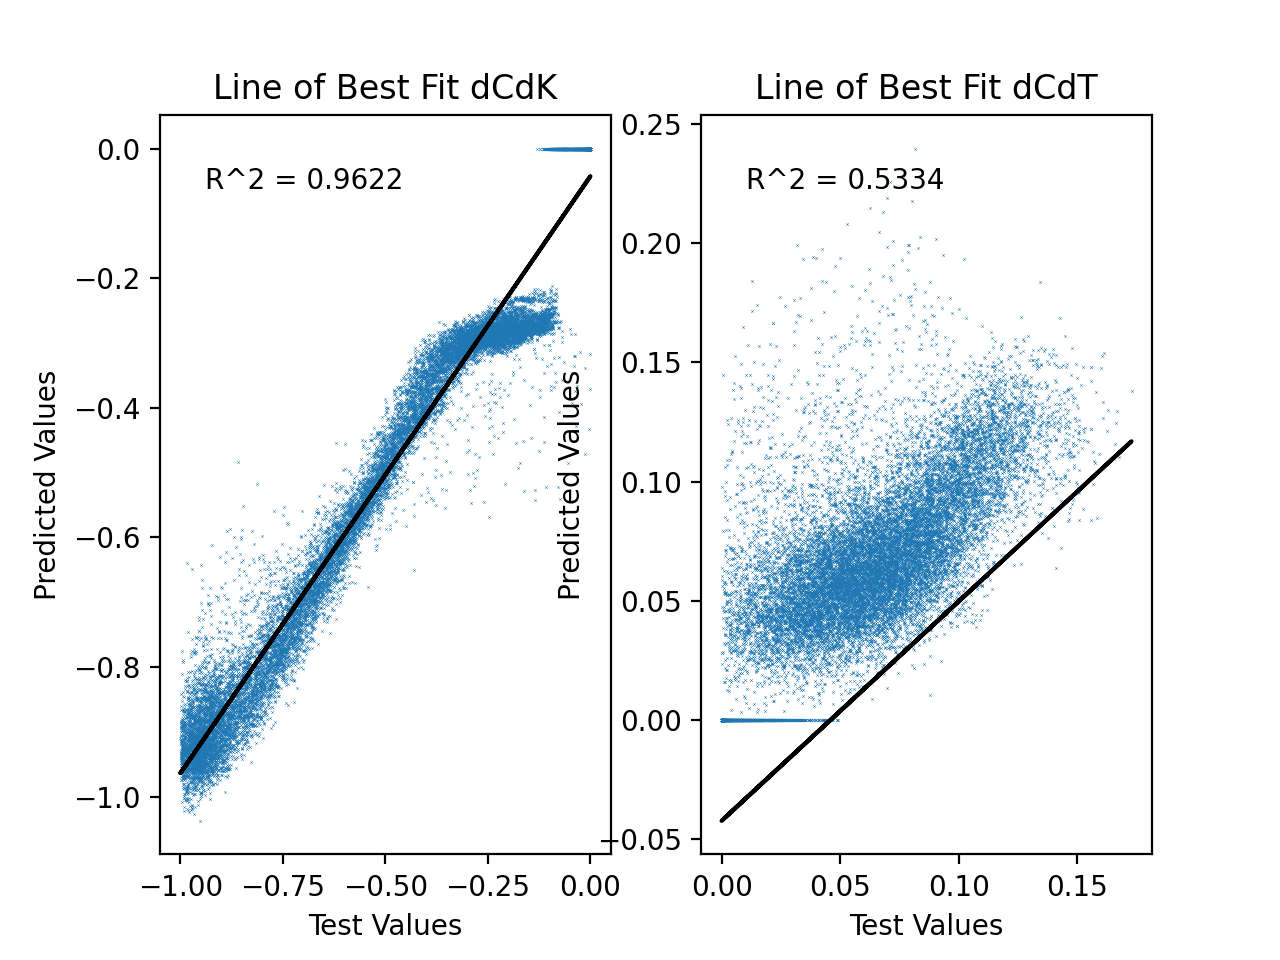 Line of Best Fit dCdK
R^2 = 0.9622
Predicted Values
0.0
−0.2
−0.4
−0.6
−0.8
−1.0
−1.00 −0.75 −0.50 −0.25 0.00
Test Values
Line of Best Fit dCdT
R^2 = 0.5334
Predicted Values
0.25
0.20
0.15
0.10
0.05
0.00
−0.05
0.00 0.05 0.10 0.15
Test Values